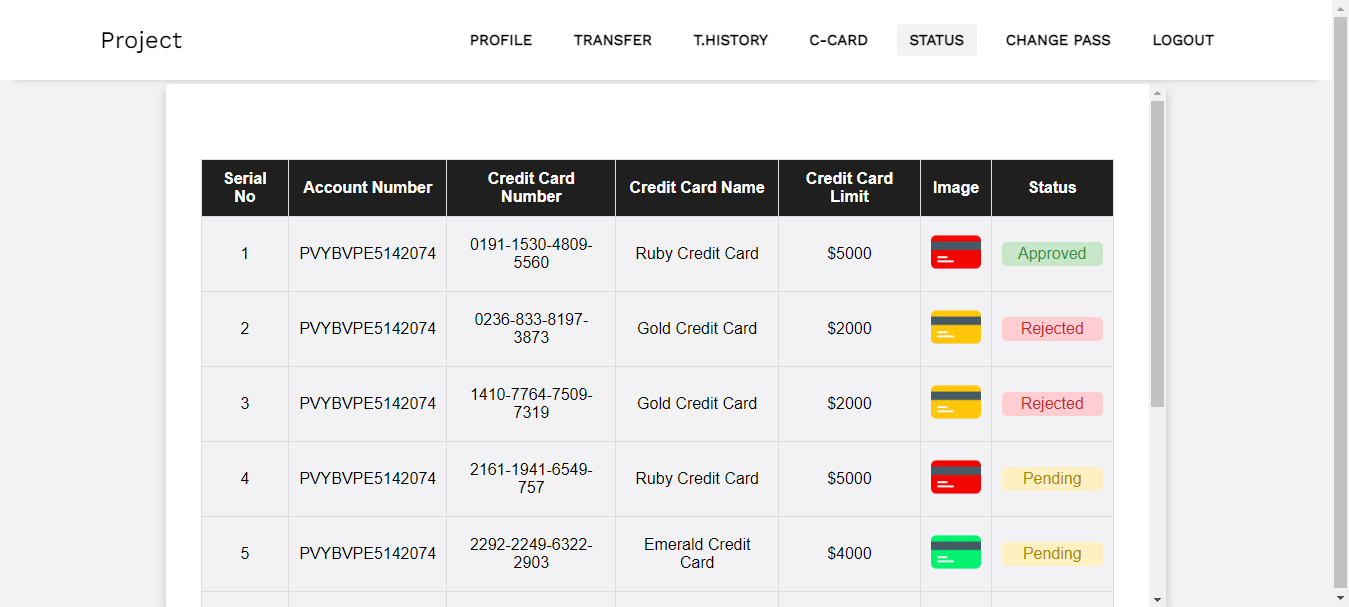 Project PROFILE TRANSFER T.HISTORY C-CARD STATUS CHANGE PASS LOGOUT
Serial No Account Number Credit Card Number Credit Card Name Credit Card Limit Image Status
1 PVYBVPE5142074 0191-1530-4809-5560 Ruby Credit Card $5000 Approved
2 PVYBVPE5142074 0236-833-8197-3873 Gold Credit Card $2000 Rejected
3 PVYBVPE5142074 1410-7764-7509-7319 Gold Credit Card $2000 Rejected
4 PVYBVPE5142074 2161-1941-6549-757 Ruby Credit Card $5000 Pending
5 PVYBVPE5142074 2292-2249-6322-2903 Emerald Credit Card $4000 Pending